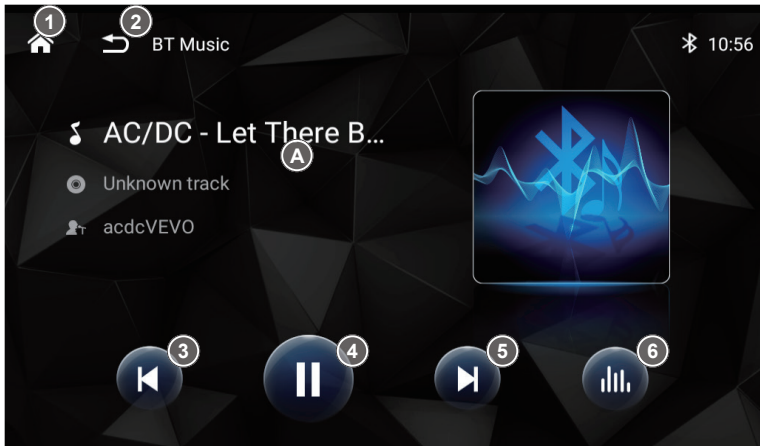 1
2
BT Music
10:56
AC/DC - Let There B...
A
Unknown track
acdcVEVO
3
4
5
6